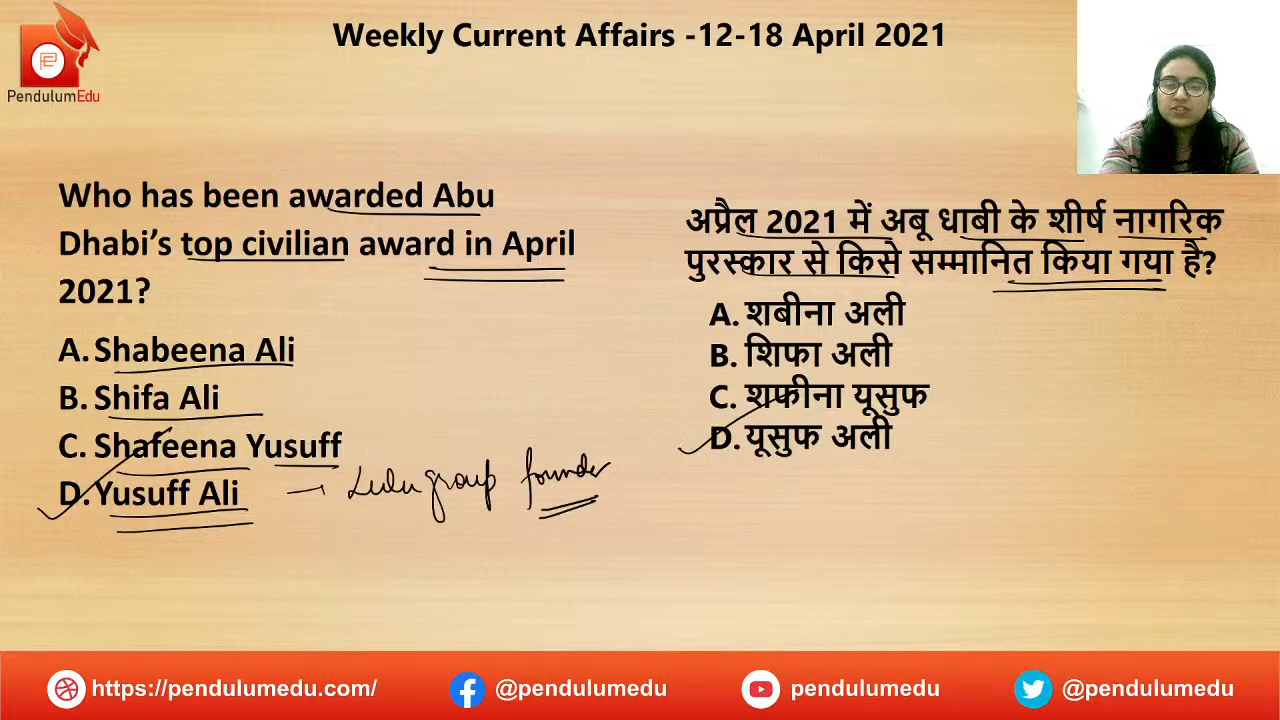 Weekly Current Affairs -12-18 April 2021
PendulumEdu
Who has been awarded Abu
Dhabi's top civilian award in April
2021?
A. Shabeena Ali
B. Shifa Ali
C. Shafeena Yusuff
D. Yusuff Ali → Lulu group founder
अप्रैल 2021 में अबू धाबी के शीर्ष नागरिक
पुरस्कार से किसे सम्मानित किया गया है?
A. शबीना अली
B. शिफा अली
C. शफीना यूसुफ
D. यूसुफ अली
https://pendulumedu.com/
@pendulumedu
pendulumedu
@pendulumedu